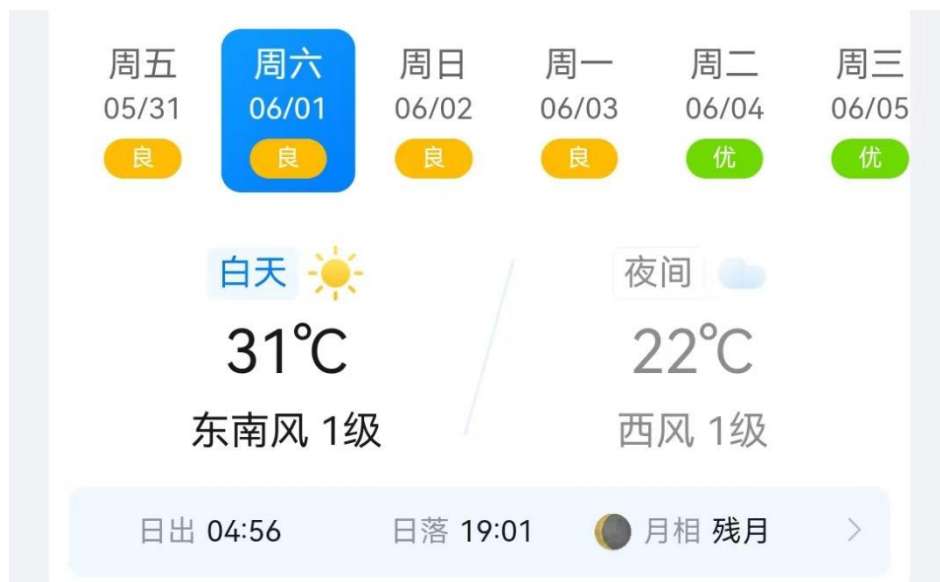 周五 周六 周日 周一 周二 周三
05/31 06/01 06/02 06/03 06/04 06/05
良 良 良 良 优 优
白天 夜间
31℃ 22℃
东南风 1级 西风 1级
日出 04:56 日落 19:01 月相 残月